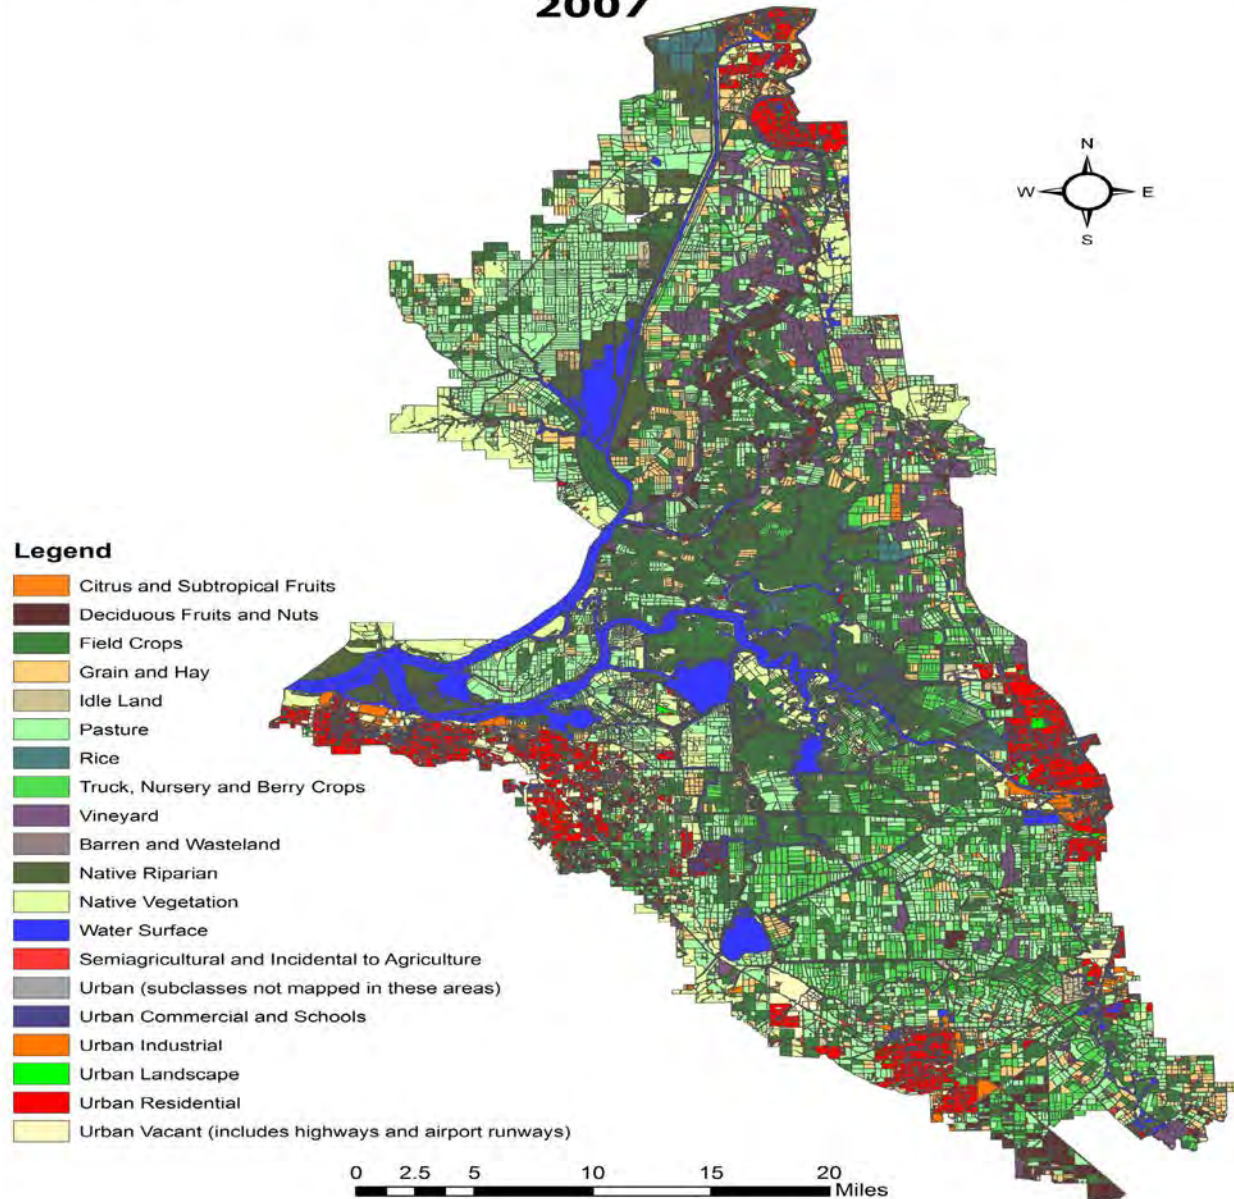 2007
N
W E
S
Legend
Citrus and Subtropical Fruits
Deciduous Fruits and Nuts
Field Crops
Grain and Hay
Idle Land
Pasture
Rice
Truck, Nursery and Berry Crops
Vineyard
Barren and Wasteland
Native Riparian
Native Vegetation
Water Surface
Semiagricultural and Incidental to Agriculture
Urban (subclasses not mapped in these areas)
Urban Commercial and Schools
Urban Industrial
Urban Landscape
Urban Residential
Urban Vacant (includes highways and airport runways)
0 2.5 5 10 15 20
Miles